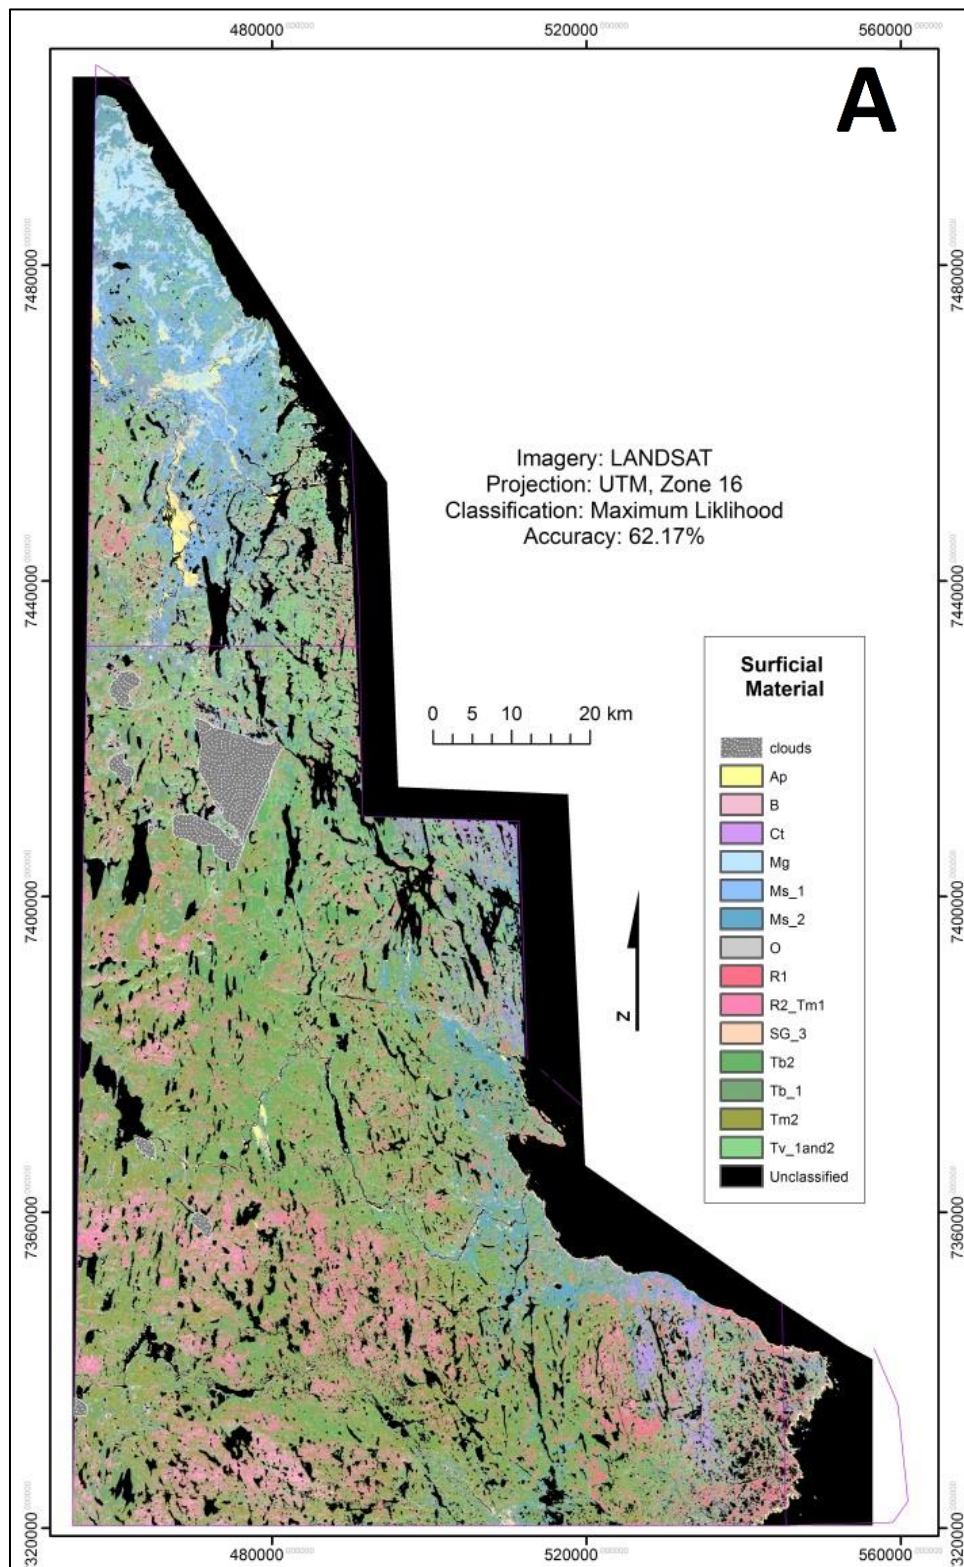 480000 520000 560000
A
7480000 7480000
Imagery: LANDSAT
Projection: UTM, Zone 16
Classification: Maximum Liklihood
Accuracy: 62.17%
7440000 7440000
0 5 10 20 km
Surficial
Material
clouds
Ap
B
Ct
Mg
Ms_1
Ms_2
O
R1
R2_Tm1
SG_3
Tb2
Tb_1
Tm2
Tv_1and2
Unclassified
7400000 7400000
N
7360000 7360000
7320000 7320000
480000 520000 560000